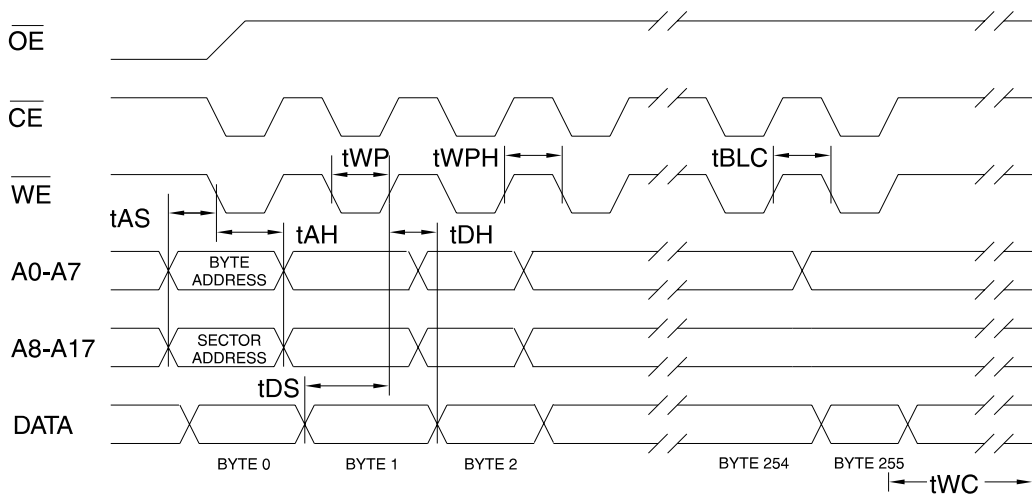 OE
CE
tWP tWPH tBLC
WE
tAS
tAH tDH
A0-A7 BYTE ADDRESS
A8-A17 SECTOR ADDRESS
tDS
DATA
BYTE 0 BYTE 1 BYTE 2 BYTE 254 BYTE 255
tWC